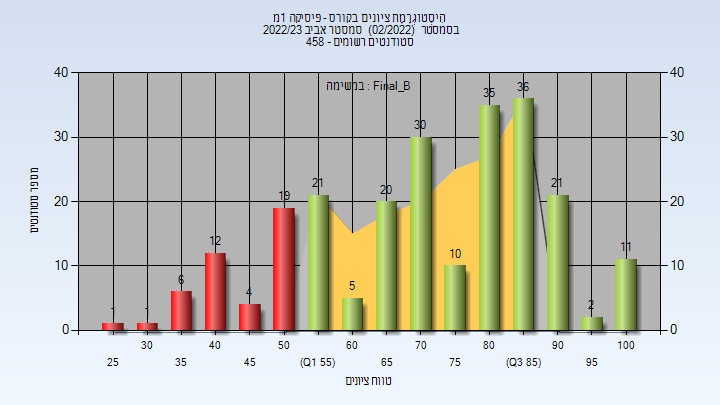 היסטוגרמת ציונים בקורס - פיסיקה 1מ
בסמסטר (02/2022) סמסטר אביב 2022/23
סטודנטים רשומים - 458
במשימה : Final_B
מספר סטודנטים
40 40
30 30
20 20
10 10
0 0
1 1 6 12 4 19 21 5 20 30 10 35 36 21 2 11
30 40 50 60 70 80 90 100
25 35 45 (Q1 55) 65 75 (Q3 85) 95
טווח ציונים